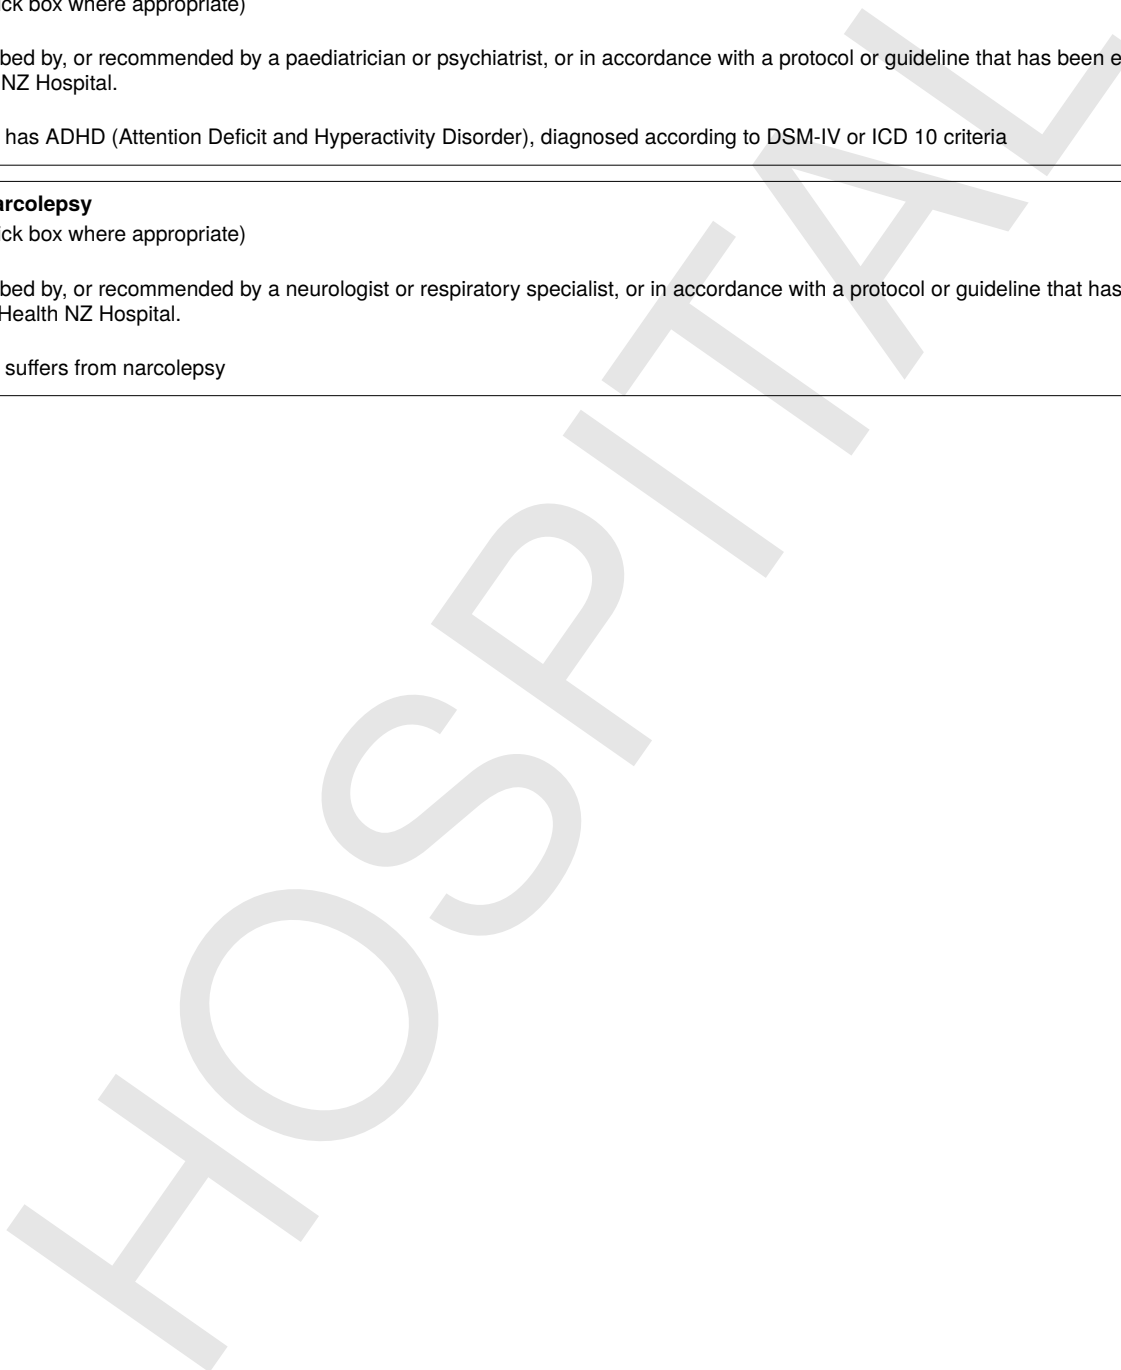 ck box where appropriate)
bed by, or recommended by a paediatrician or psychiatrist, or in accordance with a protocol or guideline that has been e
NZ Hospital.
has ADHD (Attention Deficit and Hyperactivity Disorder), diagnosed according to DSM-IV or ICD 10 criteria
arcolepsy
ick box where appropriate)
bed by, or recommended by a neurologist or respiratory specialist, or in accordance with a protocol or guideline that has
Health NZ Hospital.
suffers from narcolepsy
HOSPITAL